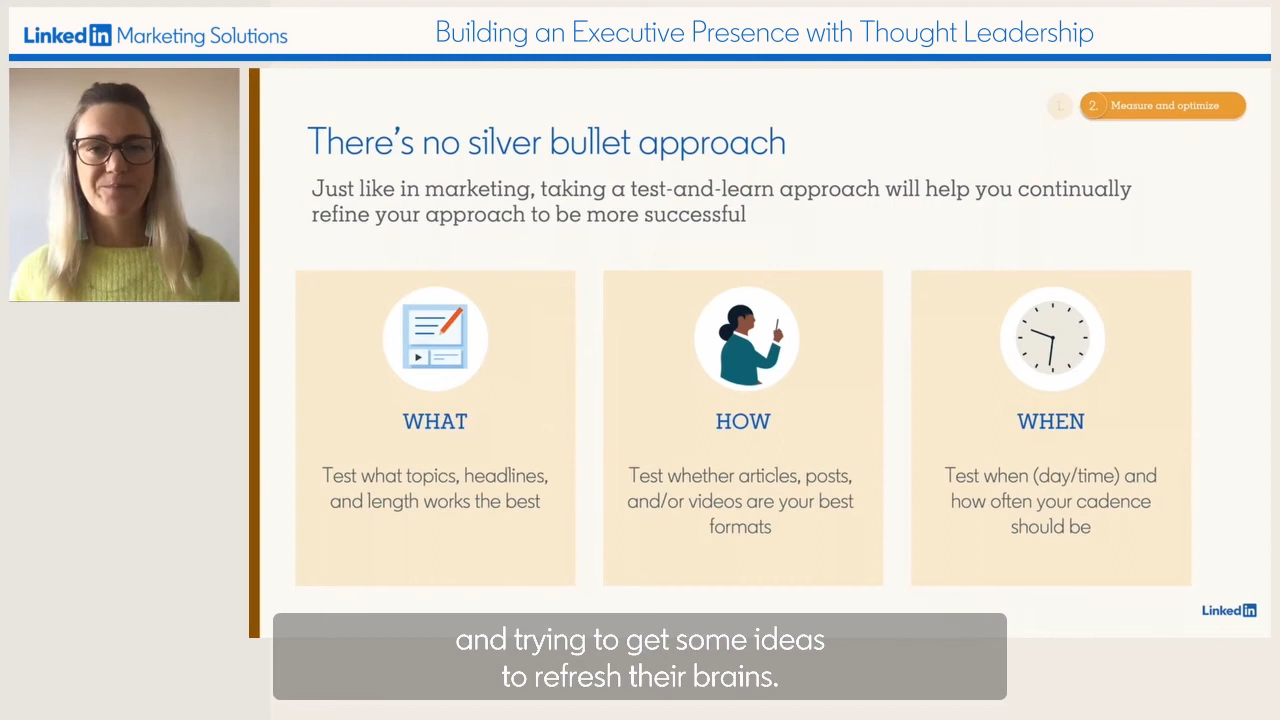 LinkedIn Marketing Solutions
Building an Executive Presence with Thought Leadership
1.
2. Measure and optimize
There's no silver bullet approach
Just like in marketing, taking a test-and-learn approach will help you continually
refine your approach to be more successful
WHAT
Test what topics, headlines,
and length works the best
HOW
Test whether articles, posts,
and/or videos are your best
formats
WHEN
Test when (day/time) and
how often your cadence
should be
LinkedIn
and trying to get some ideas
to refresh their brains.